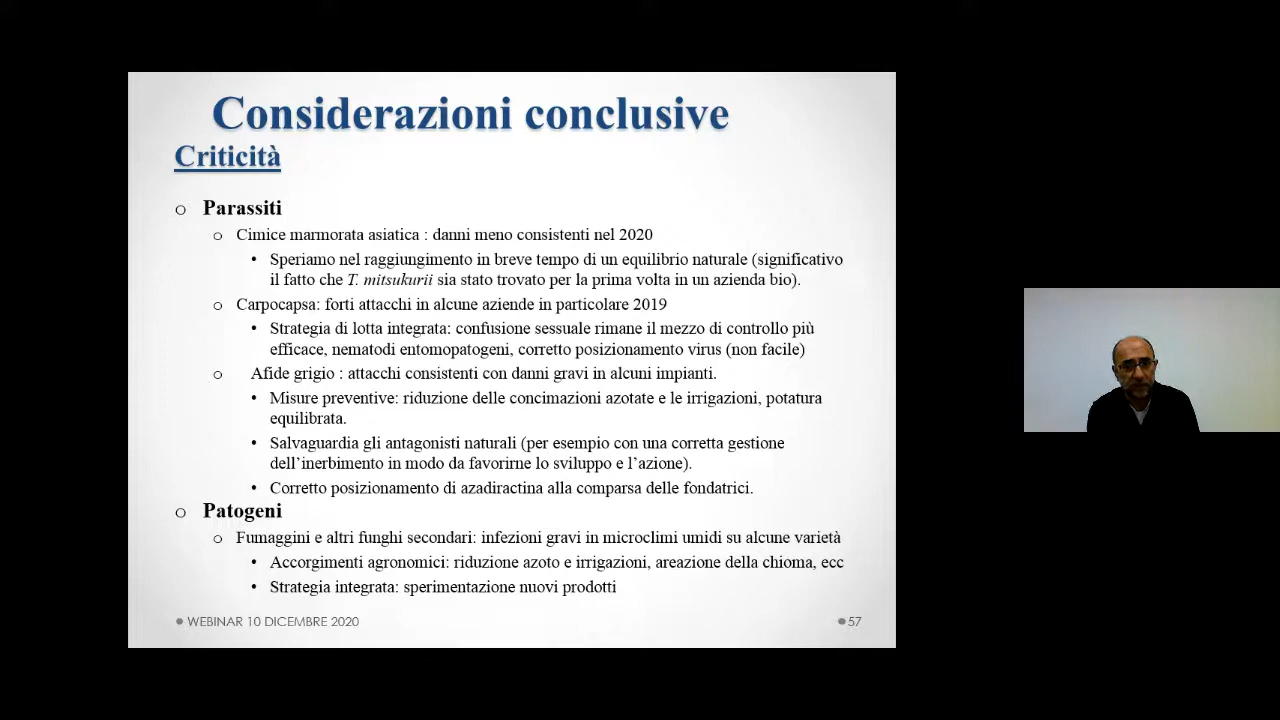 Considerazioni conclusive
Criticità
o Parassiti
o Cimice marmorata asiatica : danni meno consistenti nel 2020
• Speriamo nel raggiungimento in breve tempo di un equilibrio naturale (significativo
il fatto che T. mitsukurii sia stato trovato per la prima volta in un azienda bio).
o Carpocapsa: forti attacchi in alcune aziende in particolare 2019
• Strategia di lotta integrata: confusione sessuale rimane il mezzo di controllo più
efficace, nematodi entomopatogeni, corretto posizionamento virus (non facile)
o Afide grigio : attacchi consistenti con danni gravi in alcuni impianti.
• Misure preventive: riduzione delle concimazioni azotate e le irrigazioni, potatura
equilibrata.
• Salvaguardia gli antagonisti naturali (per esempio con una corretta gestione
dell’inerbimento in modo da favorirne lo sviluppo e l’azione).
• Corretto posizionamento di azadiractina alla comparsa delle fondatrici.
o Patogeni
o Fumaggini e altri funghi secondari: infezioni gravi in microclimi umidi su alcune varietà
• Accorgimenti agronomici: riduzione azoto e irrigazioni, areazione della chioma, ecc
• Strategia integrata: sperimentazione nuovi prodotti
• WEBINAR 10 DICEMBRE 2020
• 57